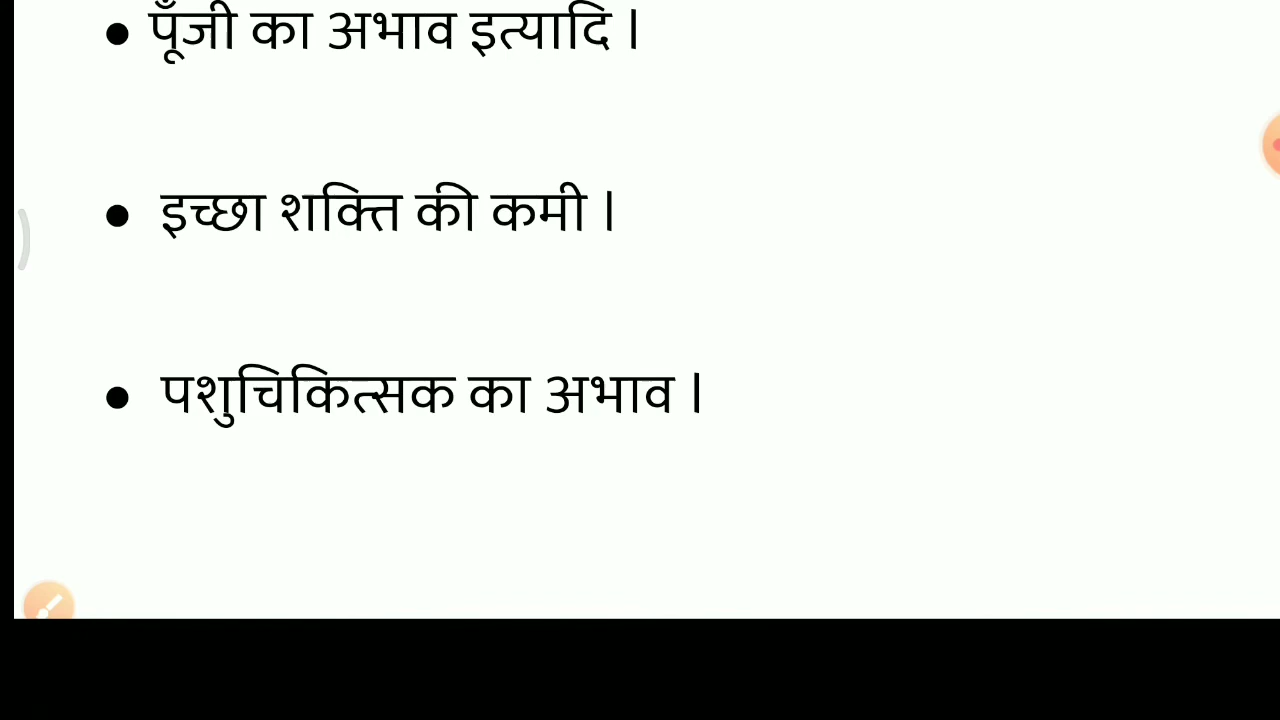 • पूँजी का अभाव इत्यादि ।
• इच्छा शक्ति की कमी ।
• पशुचिकित्सक का अभाव ।